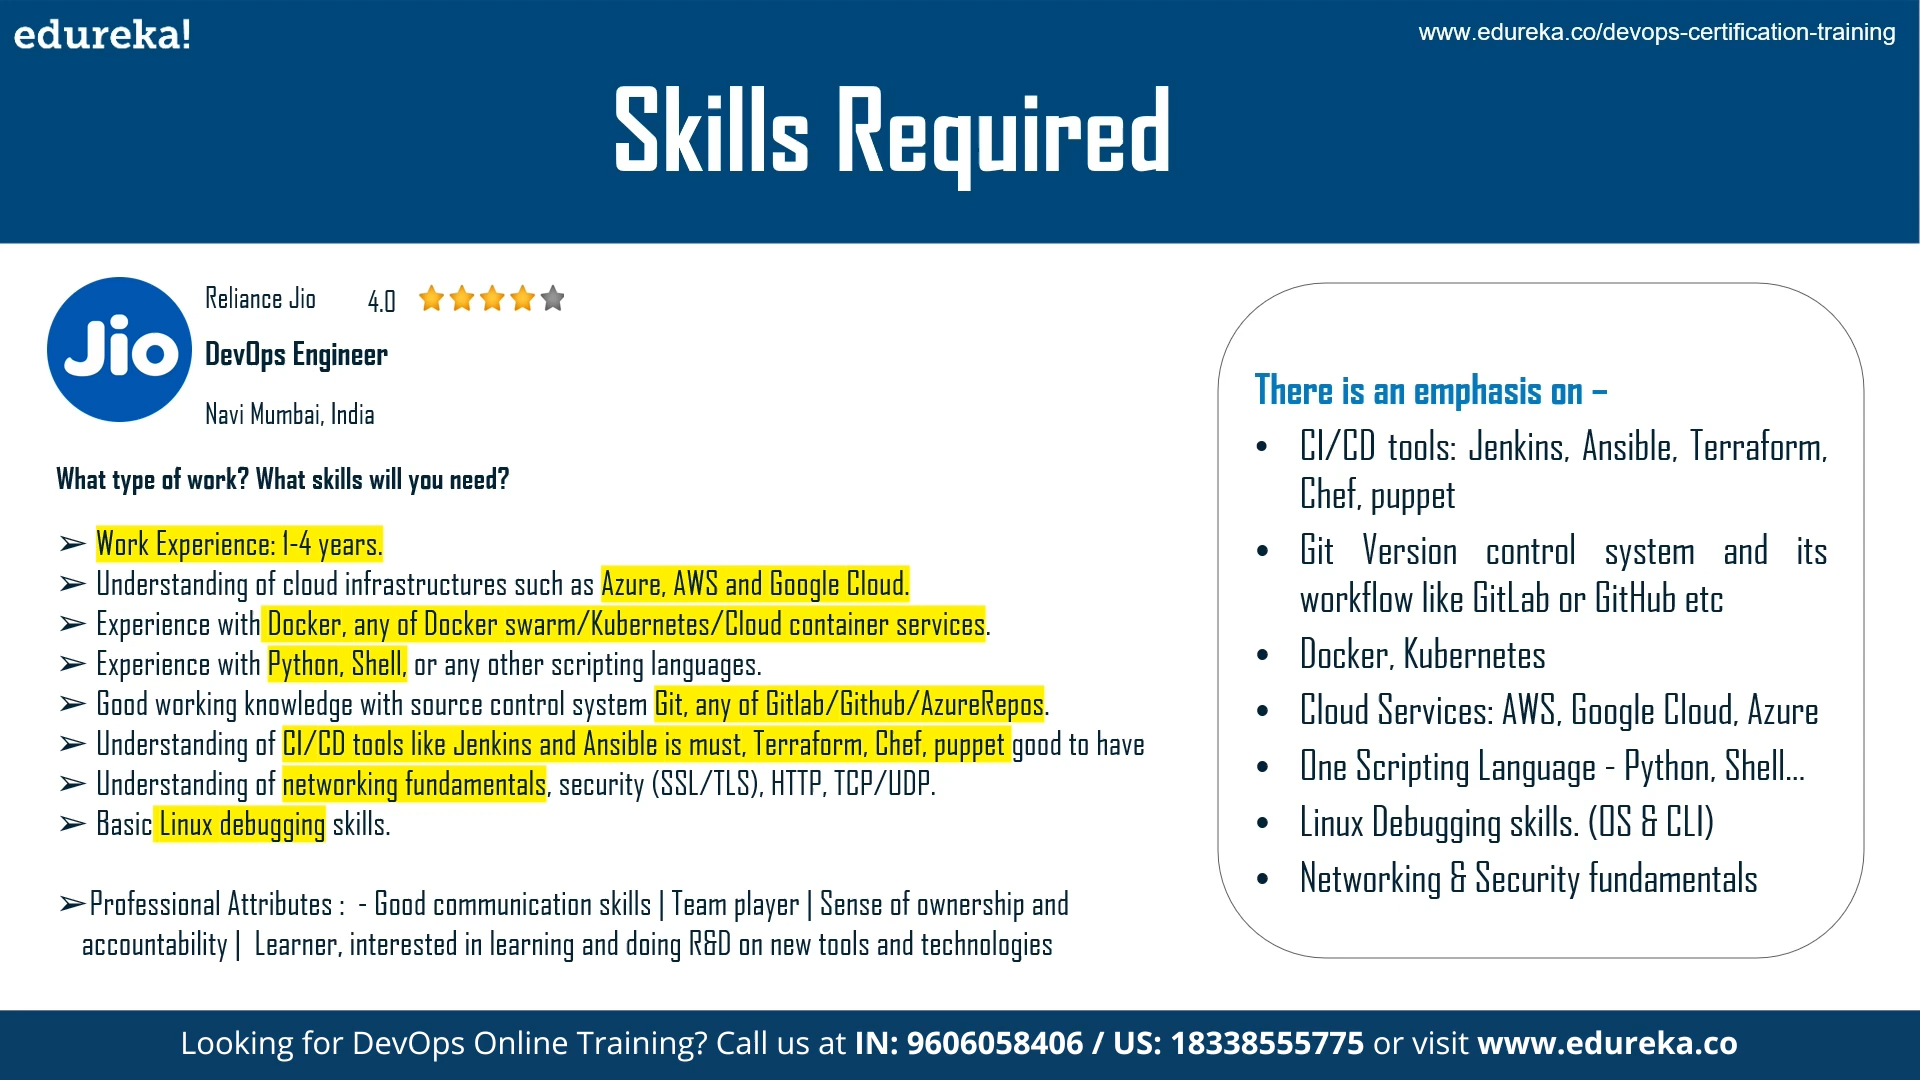 edureka!
www.edureka.co/devops-certification-training
Skills Required
Jio
Reliance Jio 4.0
DevOps Engineer
Navi Mumbai, India
What type of work? What skills will you need?
➢ Work Experience: 1-4 years.
➢ Understanding of cloud infrastructures such as Azure, AWS and Google Cloud.
➢ Experience with Docker, any of Docker swarm/Kubernetes/Cloud container services.
➢ Experience with Python, Shell, or any other scripting languages.
➢ Good working knowledge with source control system Git, any of Gitlab/Github/AzureRepos.
➢ Understanding of CI/CD tools like Jenkins and Ansible is must, Terraform, Chef, puppet good to have
➢ Understanding of networking fundamentals, security (SSL/TLS), HTTP, TCP/UDP.
➢ Basic Linux debugging skills.
➢Professional Attributes : - Good communication skills | Team player | Sense of ownership and
accountability | Learner, interested in learning and doing R&D on new tools and technologies
There is an emphasis on –
• CI/CD tools: Jenkins, Ansible, Terraform,
Chef, puppet
• Git Version control system and its
workflow like GitLab or GitHub etc
• Docker, Kubernetes
• Cloud Services: AWS, Google Cloud, Azure
• One Scripting Language - Python, Shell...
• Linux Debugging skills. (OS & CLI)
• Networking & Security fundamentals
Looking for DevOps Online Training? Call us at IN: 9606058406 / US: 18338555775 or visit www.edureka.co